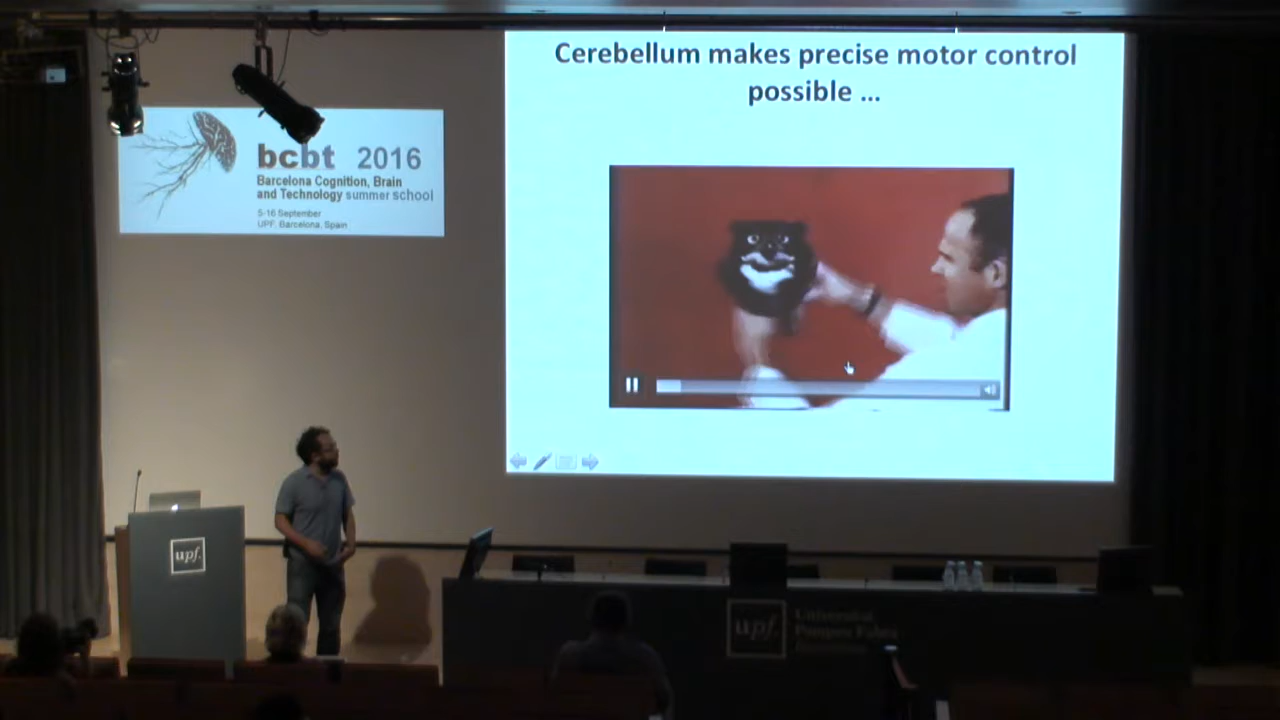 Cerebellum makes precise motor control
possible ...
bcbt 2016
Barcelona Cognition, Brain
and Technology summer school
5-16 September
UPF, Barcelona, Spain
upf.
upf.
Universitat
Pompeu Fabra